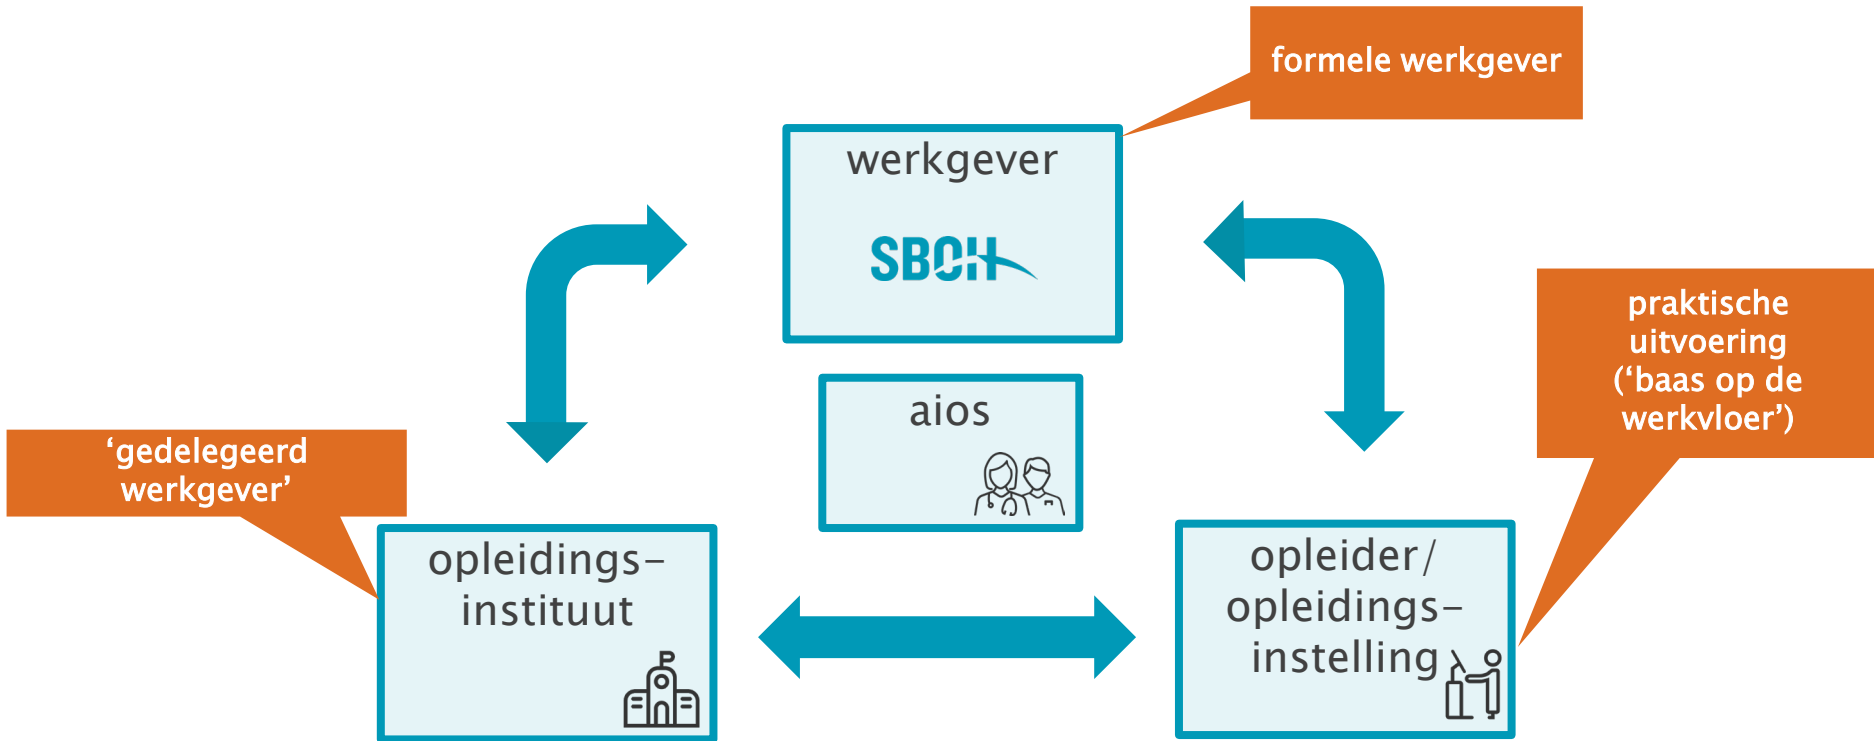 formele werkgever
werkgever
SBOH
praktische
uitvoering
(‘baas op de
werkvloer’)
aios
‘gedelegeerd
werkgever’
opleidings-
instituut
opleider/
opleidings-
instelling